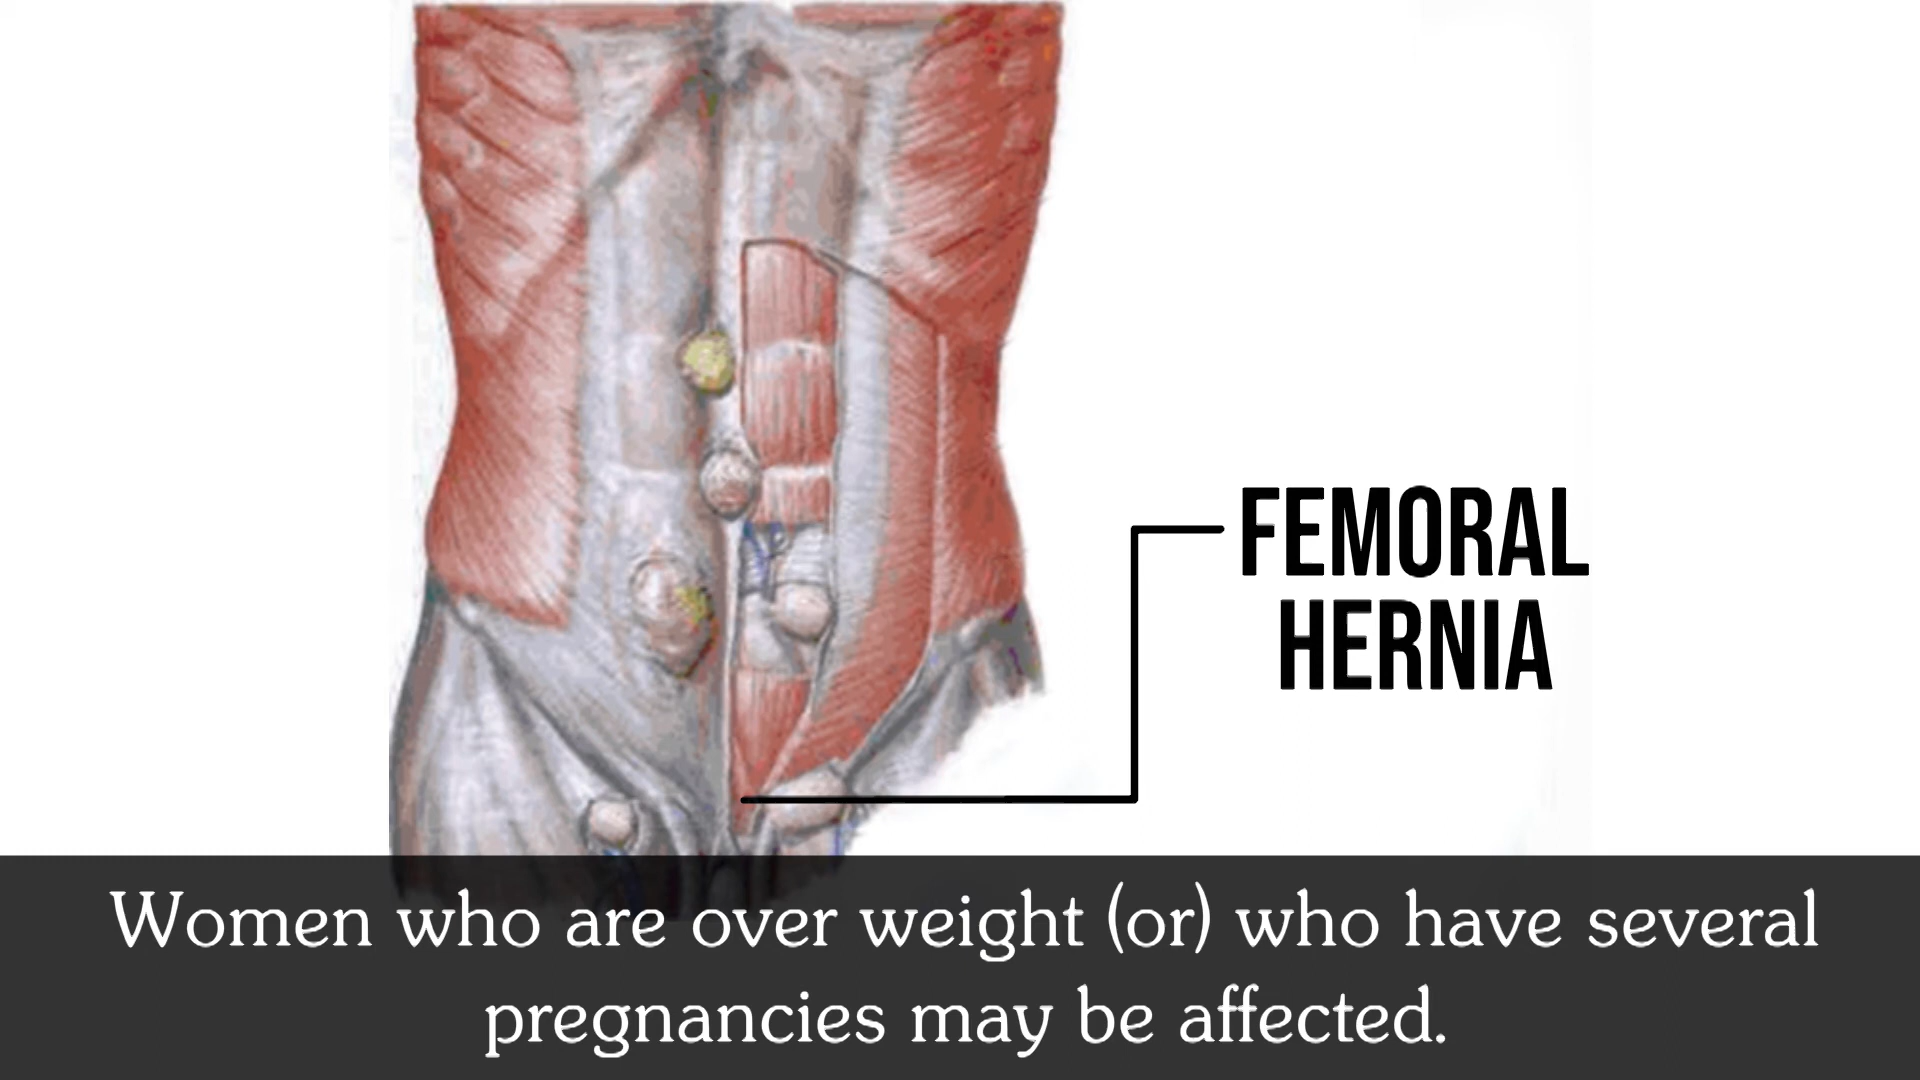 FEMORAL
HERNIA
Women who are over weight (or) who have several
pregnancies may be affected.